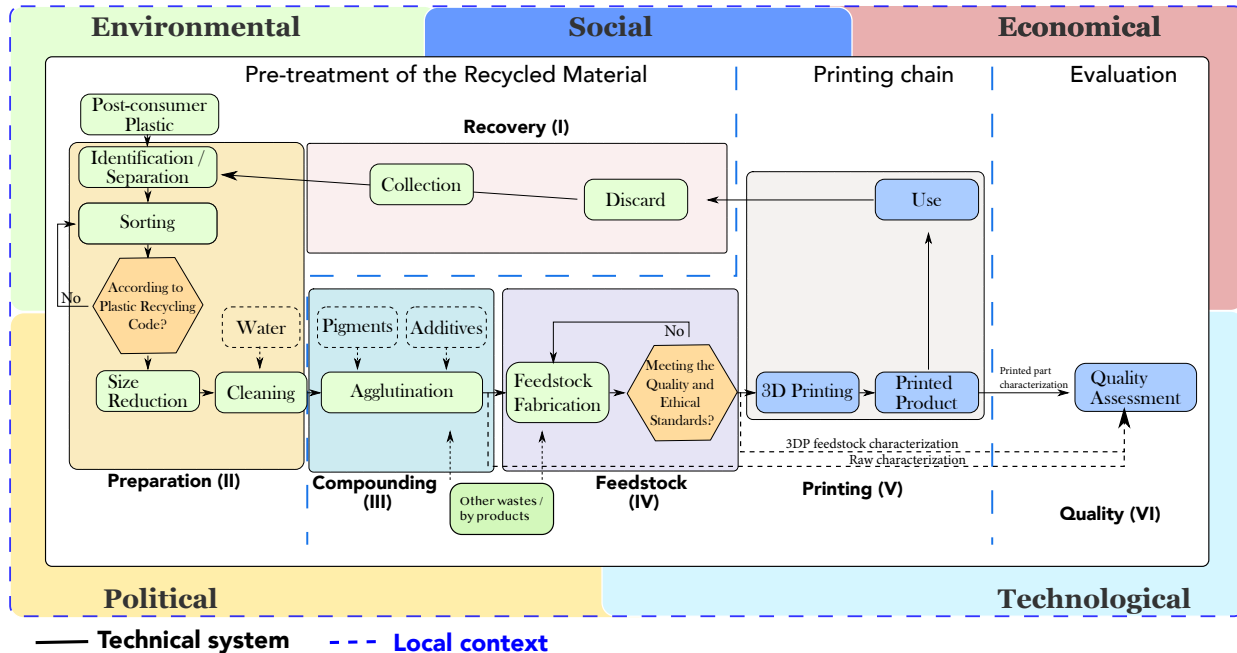 Environmental
Social
Economical
Pre-treatment of the Recycled Material
Printing chain
Evaluation
Post-consumer
Plastic
Recovery (I)
Identification /
Separation
Collection
Discard
Use
Sorting
No
According to
Plastic Recycling
Code?
Water
Pigments
Additives
No
Size
Reduction
Cleaning
Agglutination
Feedstock
Fabrication
Meeting the
Quality and
Ethical
Standards?
3D Printing
Printed
Product
Printed part
characterization
Quality
Assessment
3DP feedstock characterization
Raw characterization
Preparation (II)
Compounding
(III)
Other wastes /
by products
Feedstock
(IV)
Printing (V)
Quality (VI)
Political
Technological
Technical system
Local context